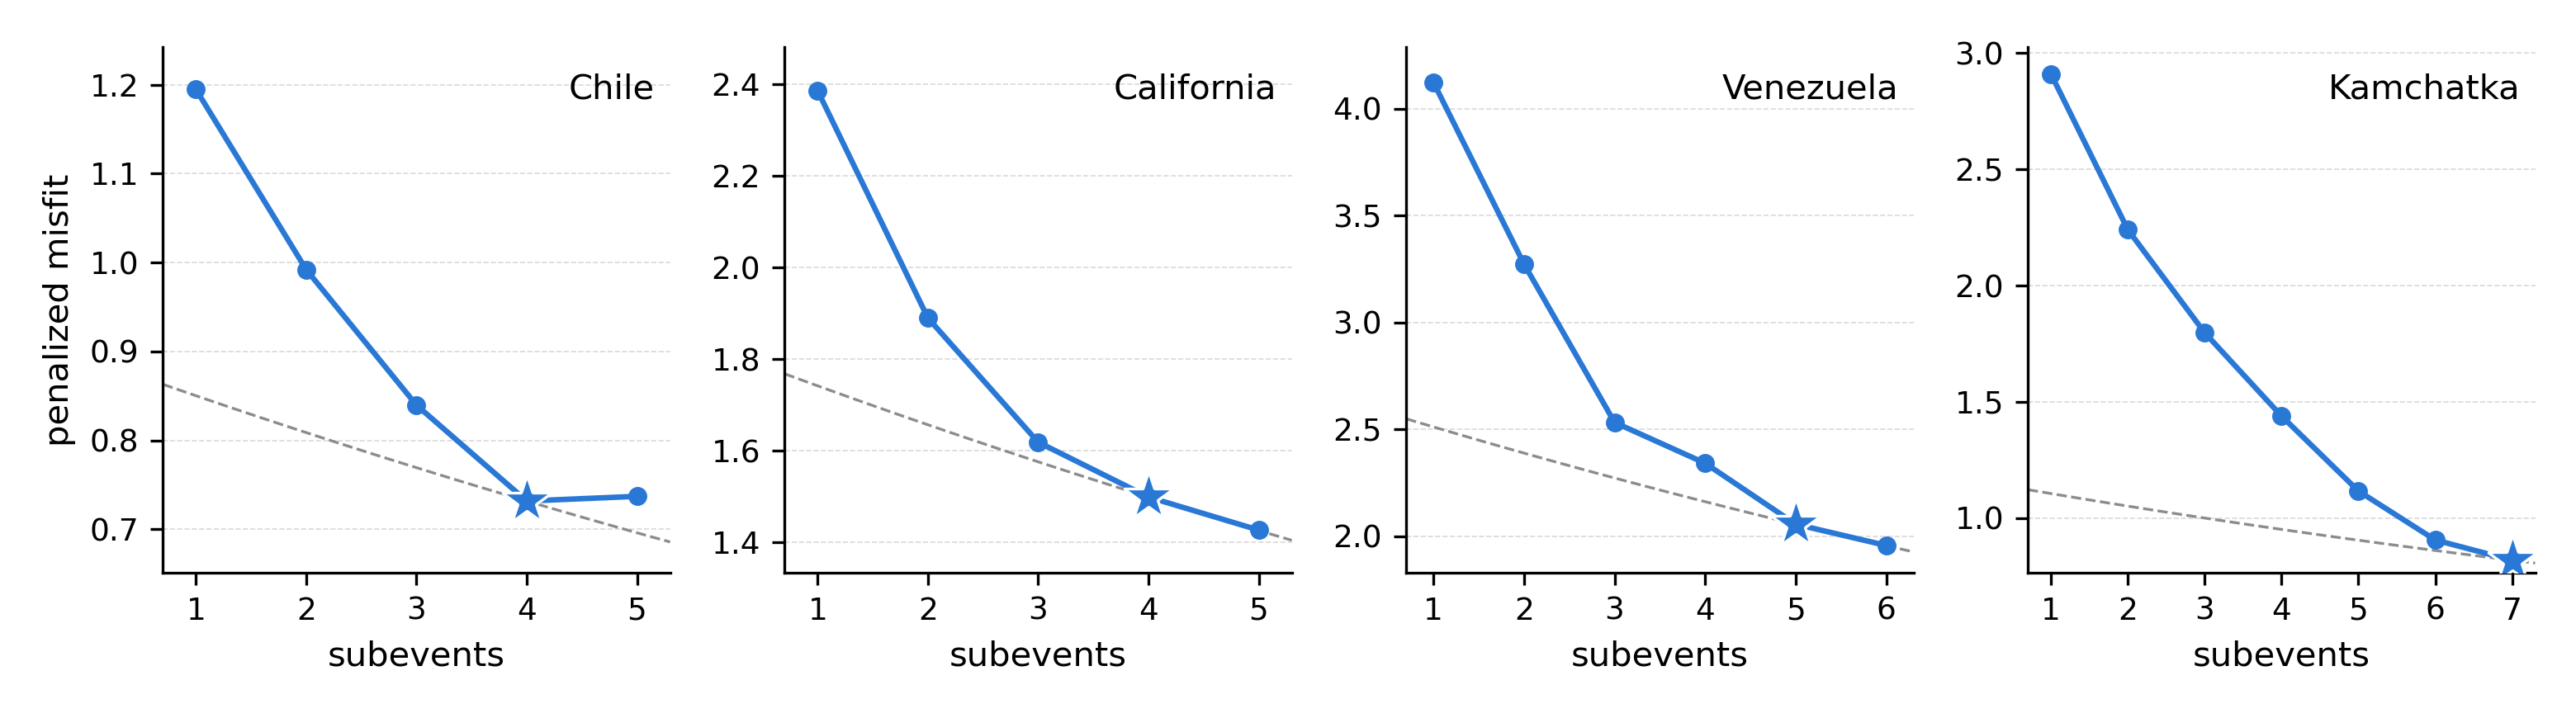 penalized misfit
Chile
1.2
1.1
1.0
0.9
0.8
0.7
1 2 3 4 5
subevents
California
2.4
2.2
2.0
1.8
1.6
1.4
1 2 3 4 5
subevents
Venezuela
4.0
3.5
3.0
2.5
2.0
1 2 3 4 5 6
subevents
Kamchatka
3.0
2.5
2.0
1.5
1.0
1 2 3 4 5 6 7
subevents